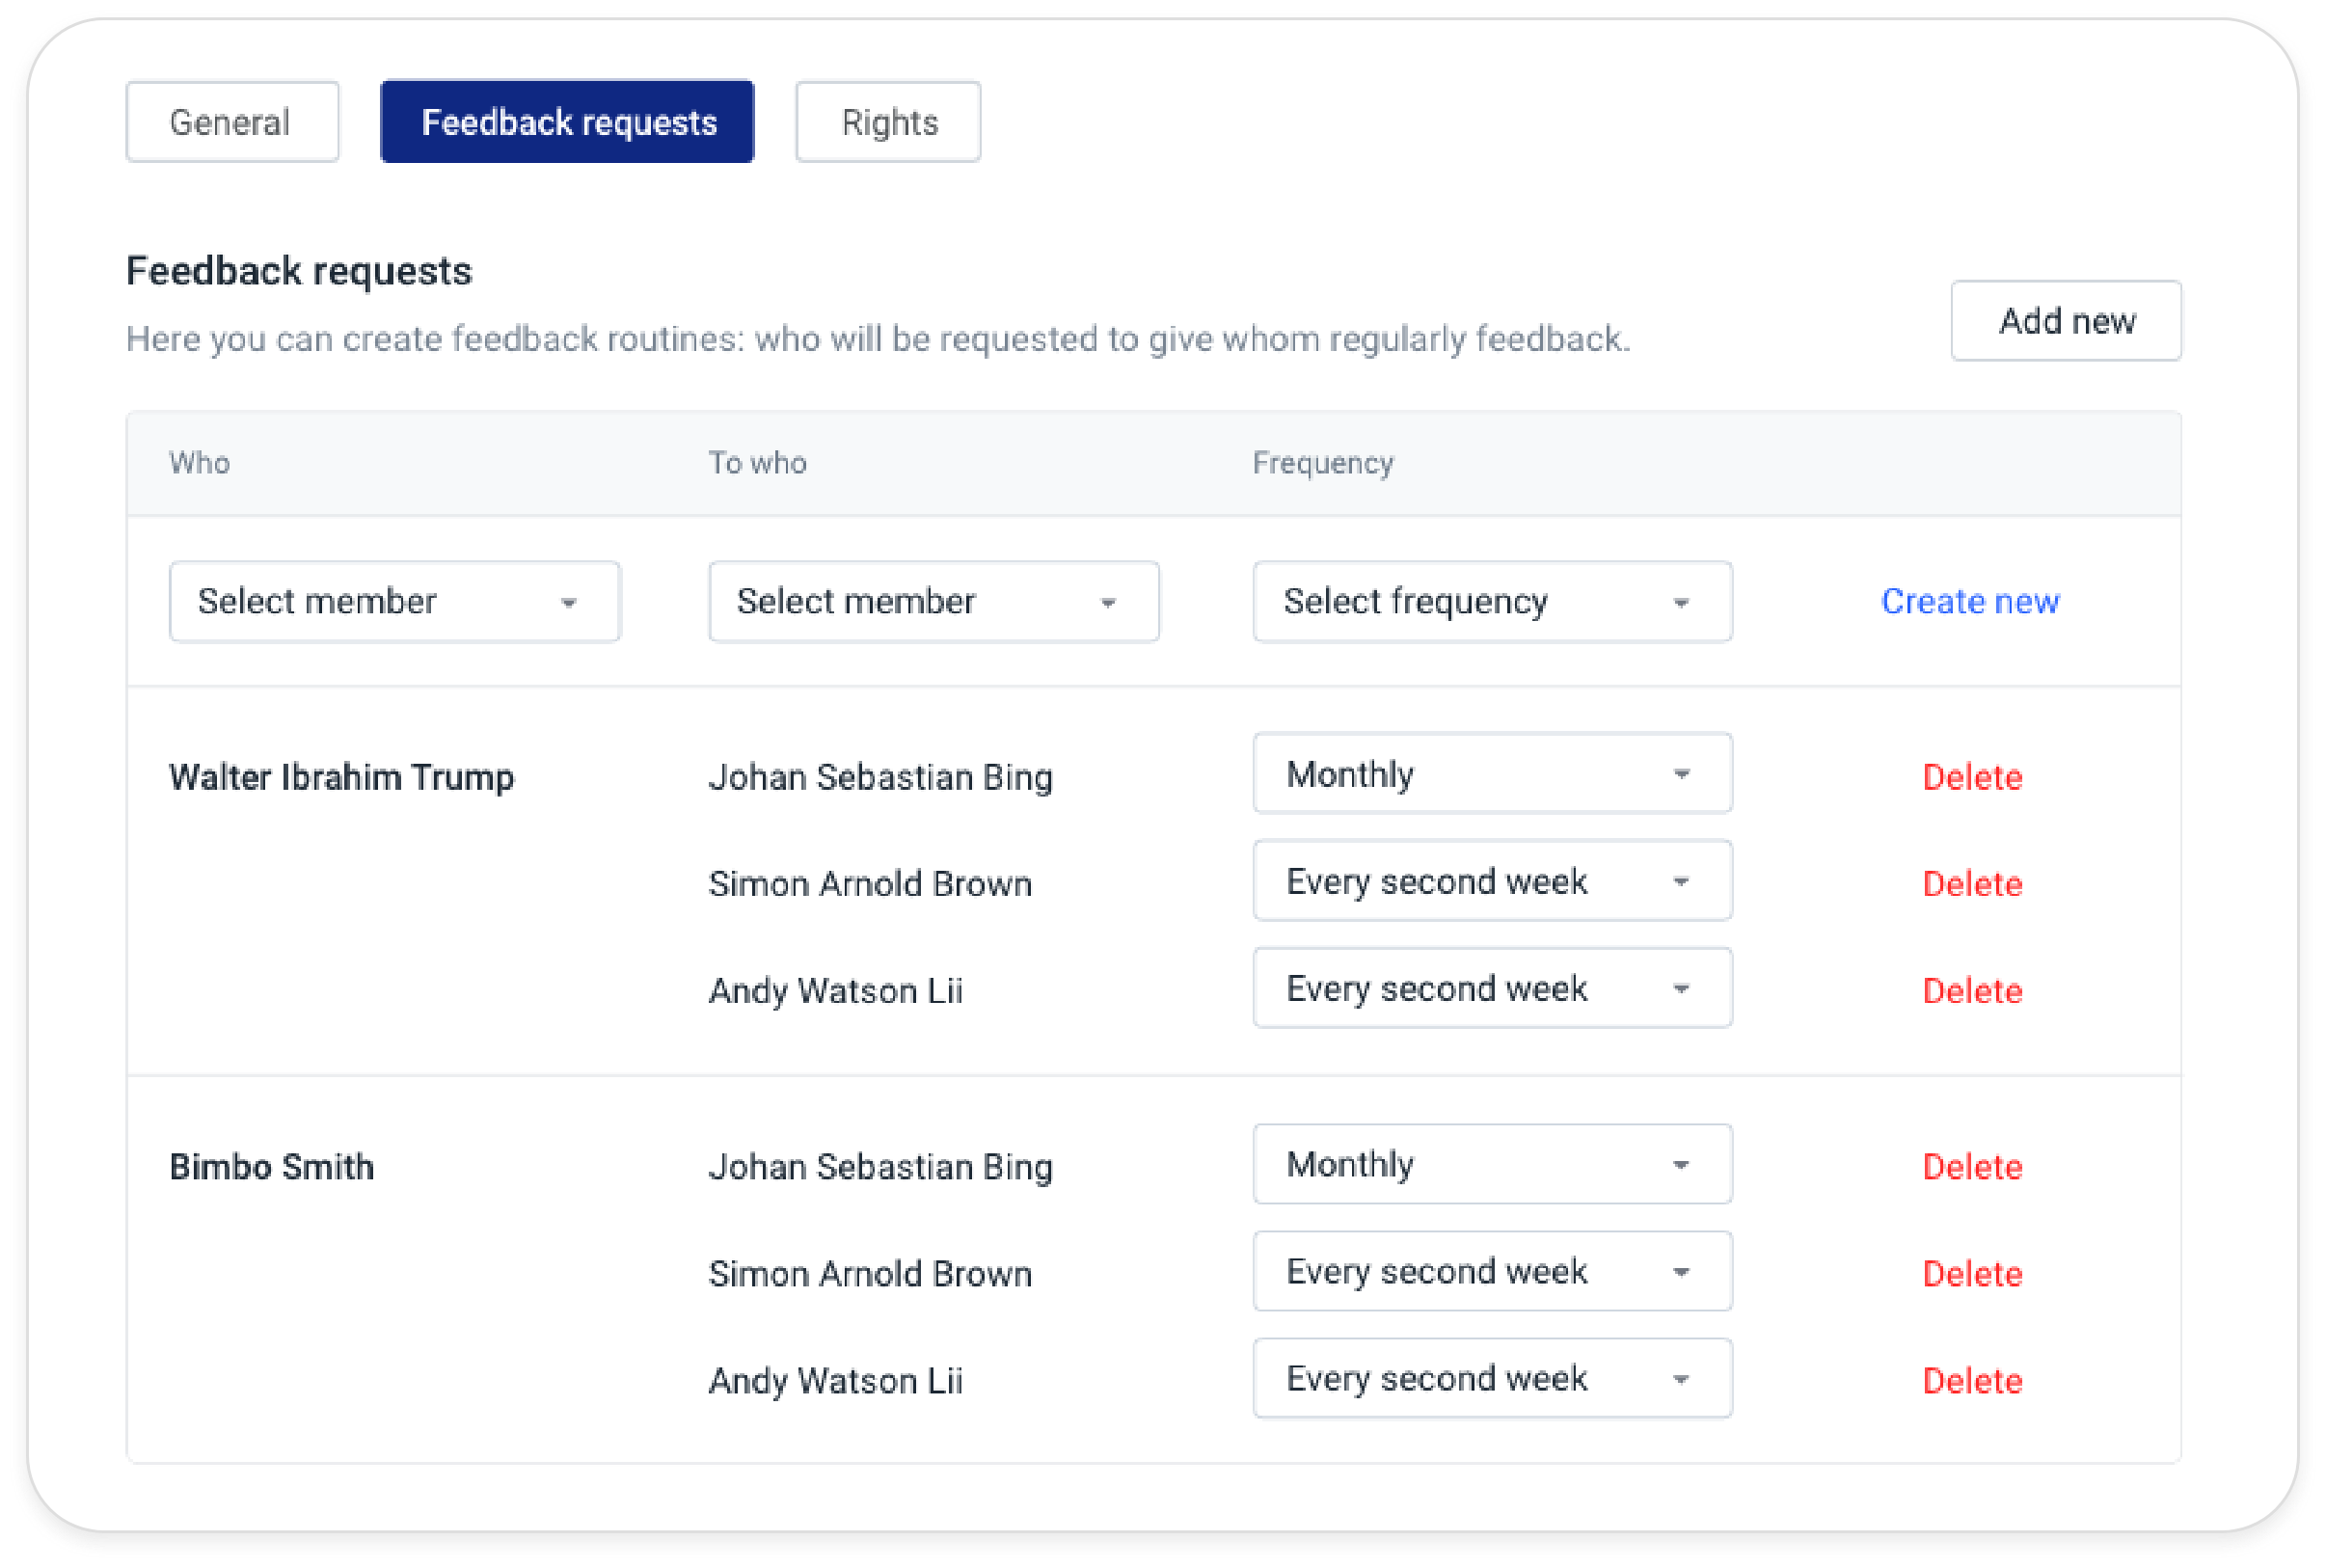 General Feedback requests Rights
Feedback requests
Add new
Here you can create feedback routines: who will be requested to give whom regularly feedback.
Who To who Frequency
Select member Select member Select frequency Create new
Walter Ibrahim Trump Johan Sebastian Bing Monthly Delete
Simon Arnold Brown Every second week Delete
Andy Watson Lii Every second week Delete
Bimbo Smith Johan Sebastian Bing Monthly Delete
Simon Arnold Brown Every second week Delete
Andy Watson Lii Every second week Delete